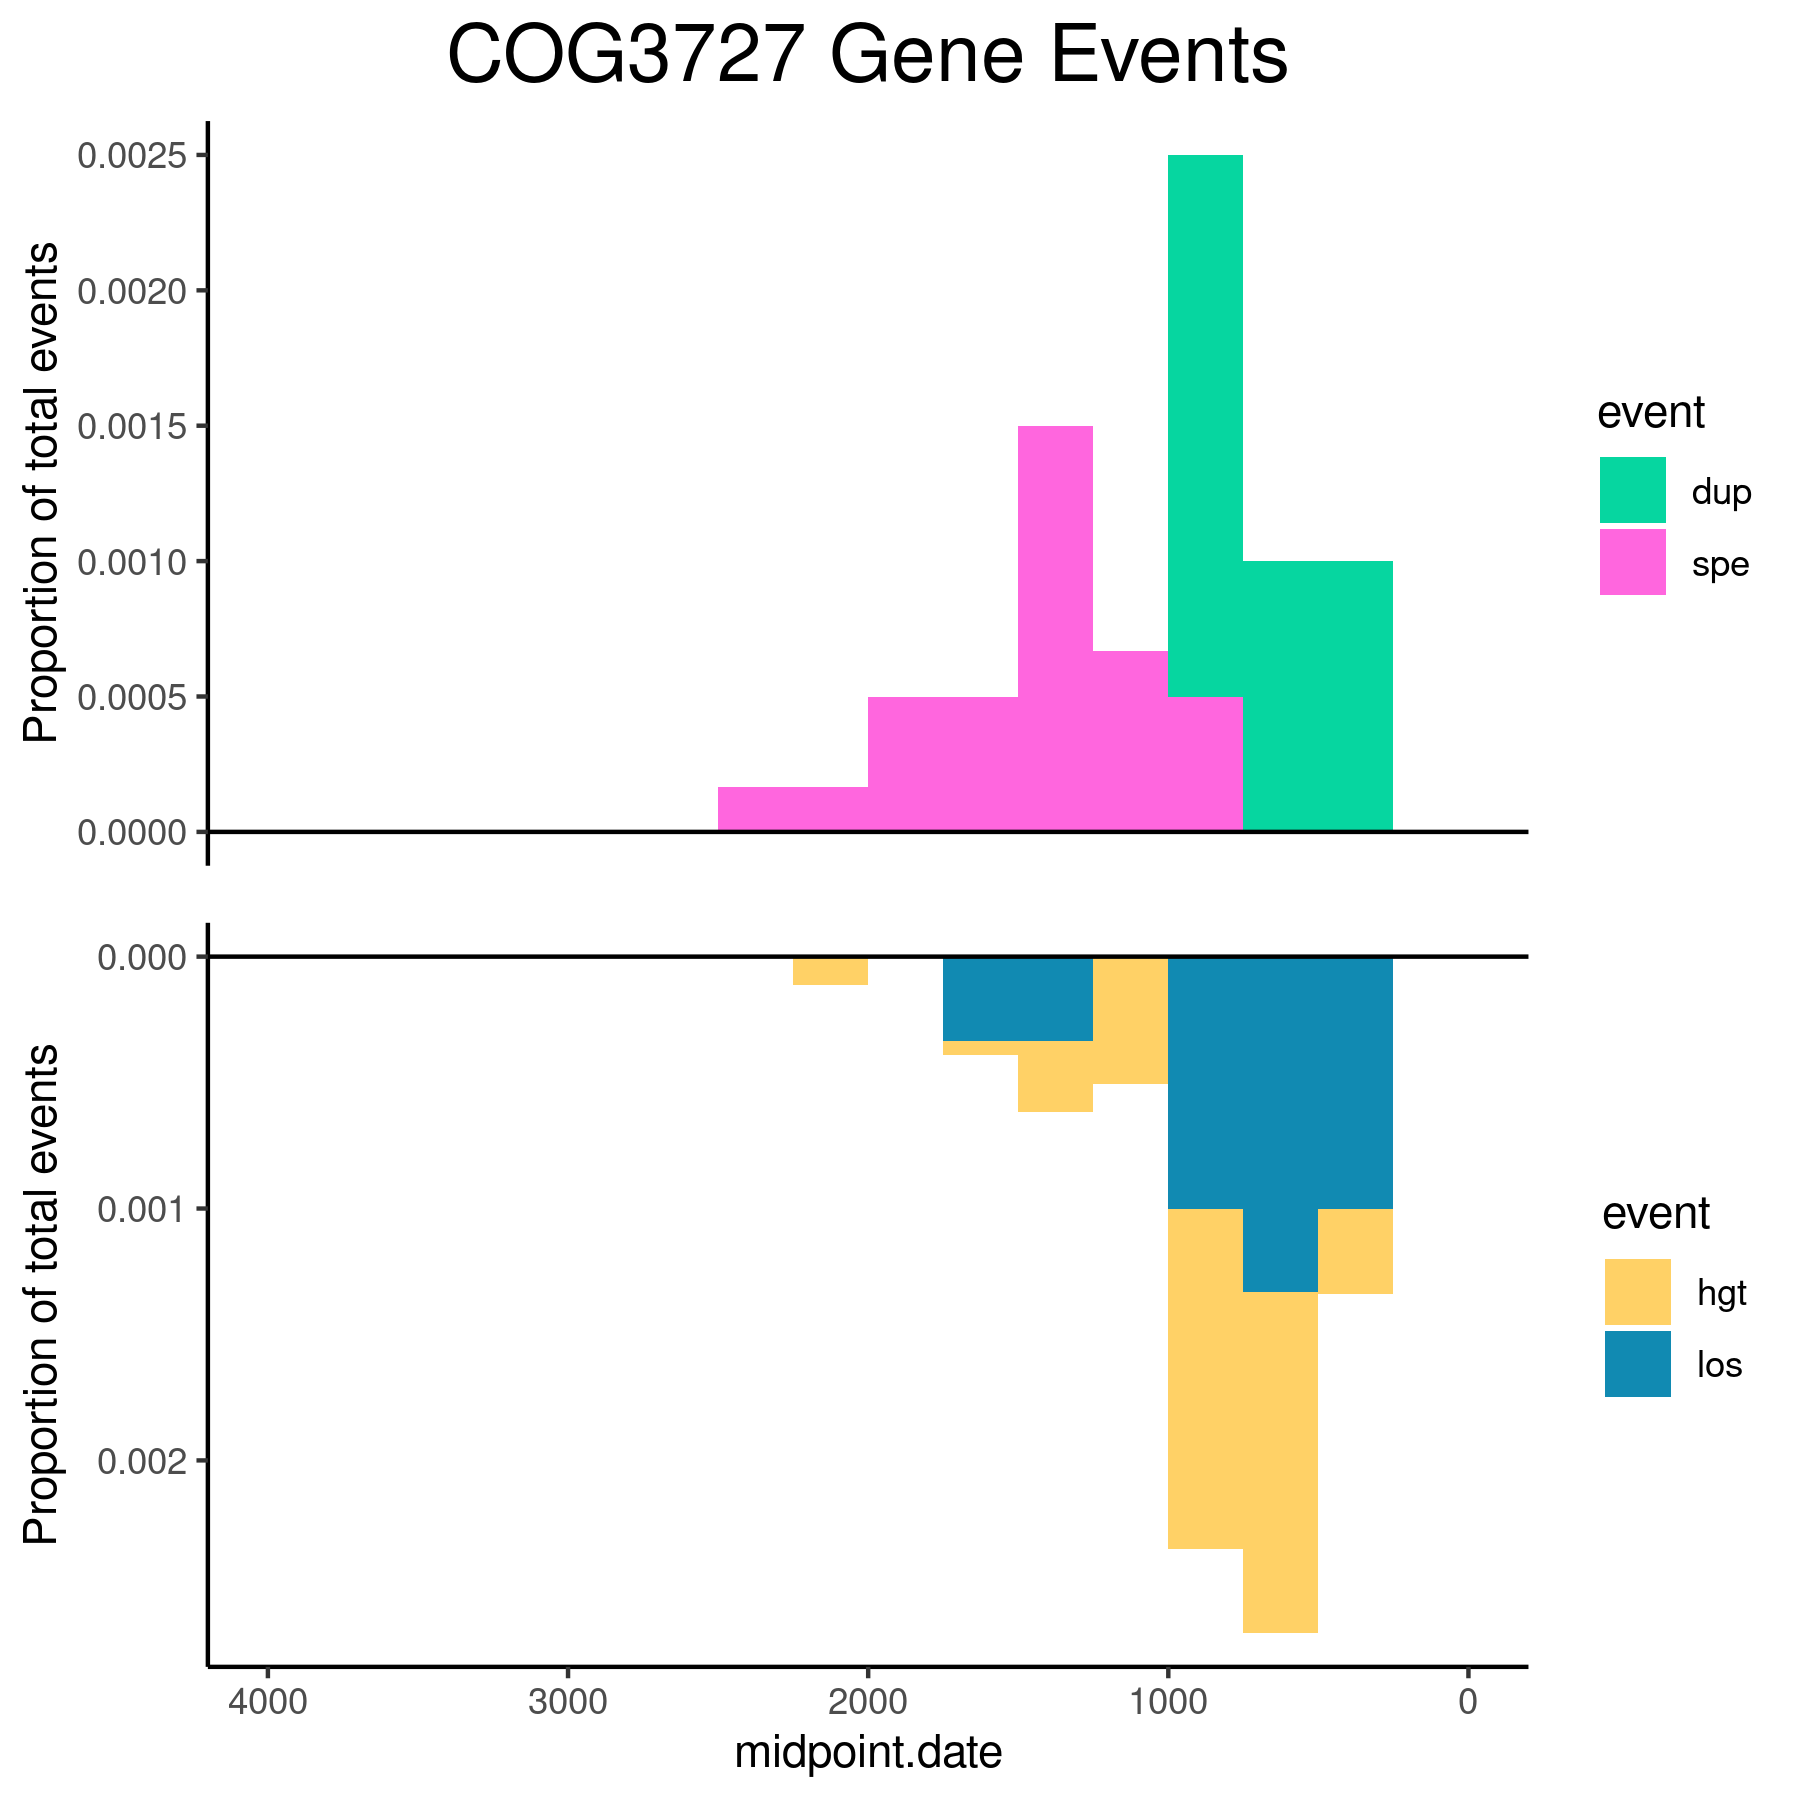 COG3727 Gene Events
Proportion of total events
0.0025
0.0020
0.0015
0.0010
0.0005
0.0000
event
dup
spe
Proportion of total events
0.000
0.001
0.002
event
hgt
los
4000 3000 2000 1000 0
midpoint.date